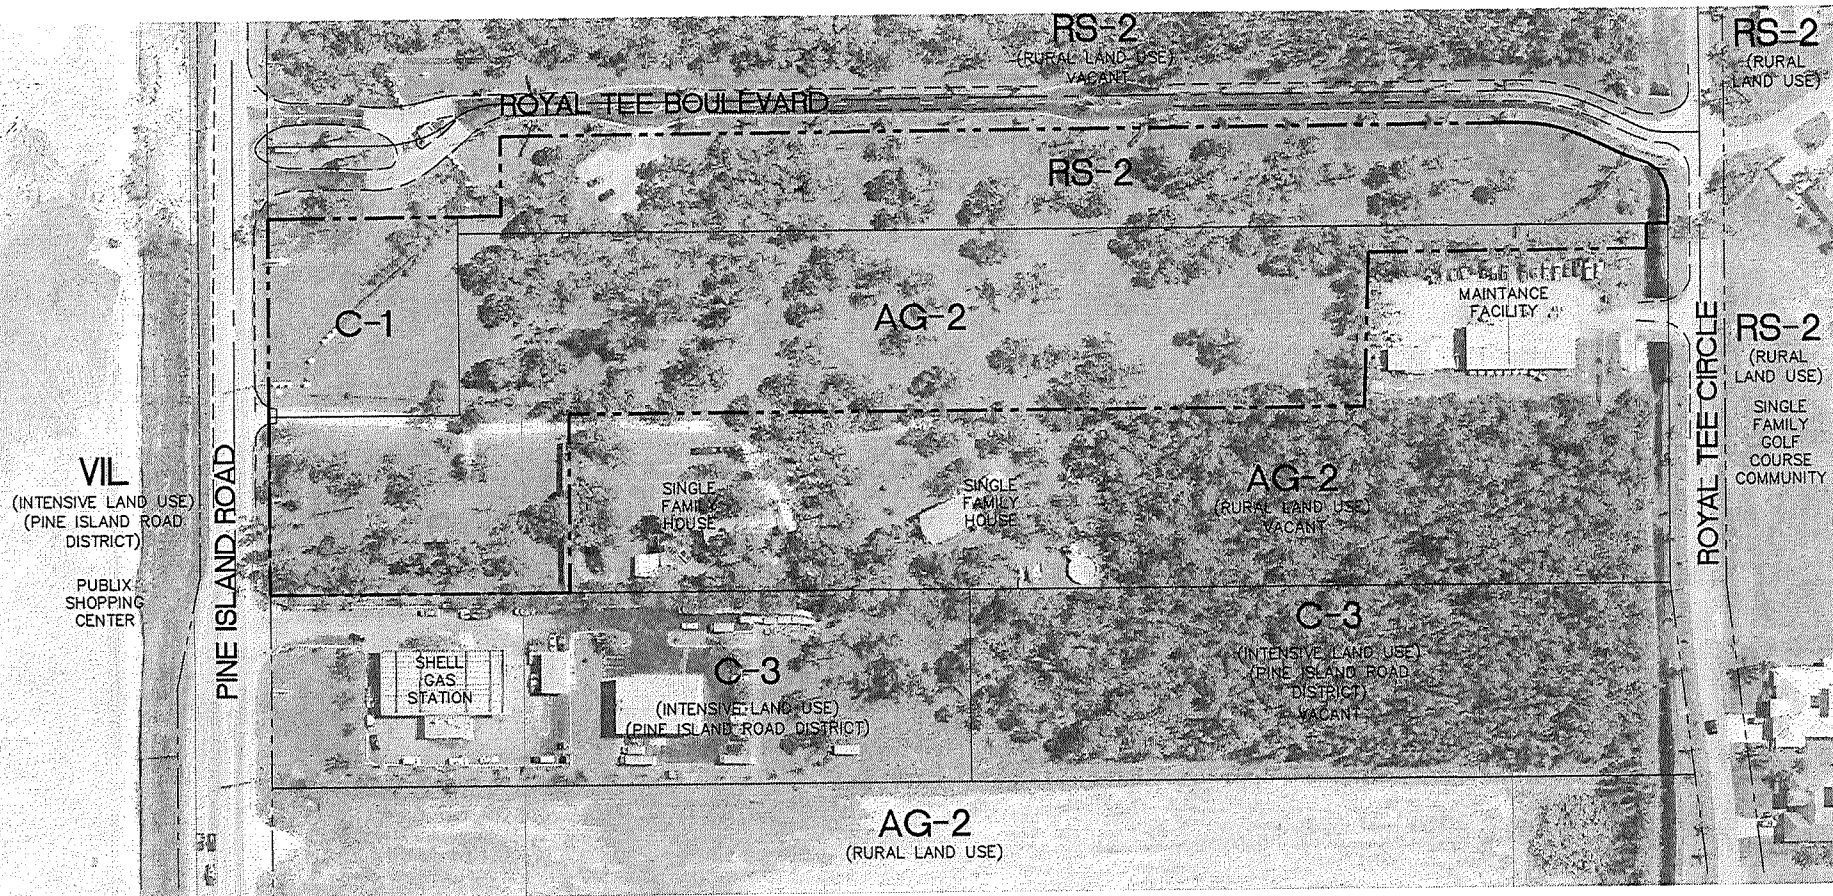 RS-2
(RURAL LAND USE)
VACANT
RS-2
(RURAL
LAND USE)
ROYAL TEE BOULEVARD
RS-2
C-1
AG-2
MAINTANCE
FACILITY
RS-2
(RURAL
LAND USE)
SINGLE
FAMILY
GOLF
COURSE
COMMUNITY
ROYAL TEE CIRCLE
VIL
(INTENSIVE LAND USE)
(PINE ISLAND ROAD
DISTRICT)
PUBLIX
SHOPPING
CENTER
PINE ISLAND ROAD
SINGLE
FAMILY
HOUSE
SINGLE
FAMILY
HOUSE
AG-2
(RURAL LAND USE)
VACANT
SHELL
GAS
STATION
C-3
(INTENSIVE LAND USE)
(PINE ISLAND ROAD DISTRICT)
C-3
(INTENSIVE LAND USE)
(PINE ISLAND ROAD
DISTRICT)
VACANT
AG-2
(RURAL LAND USE)